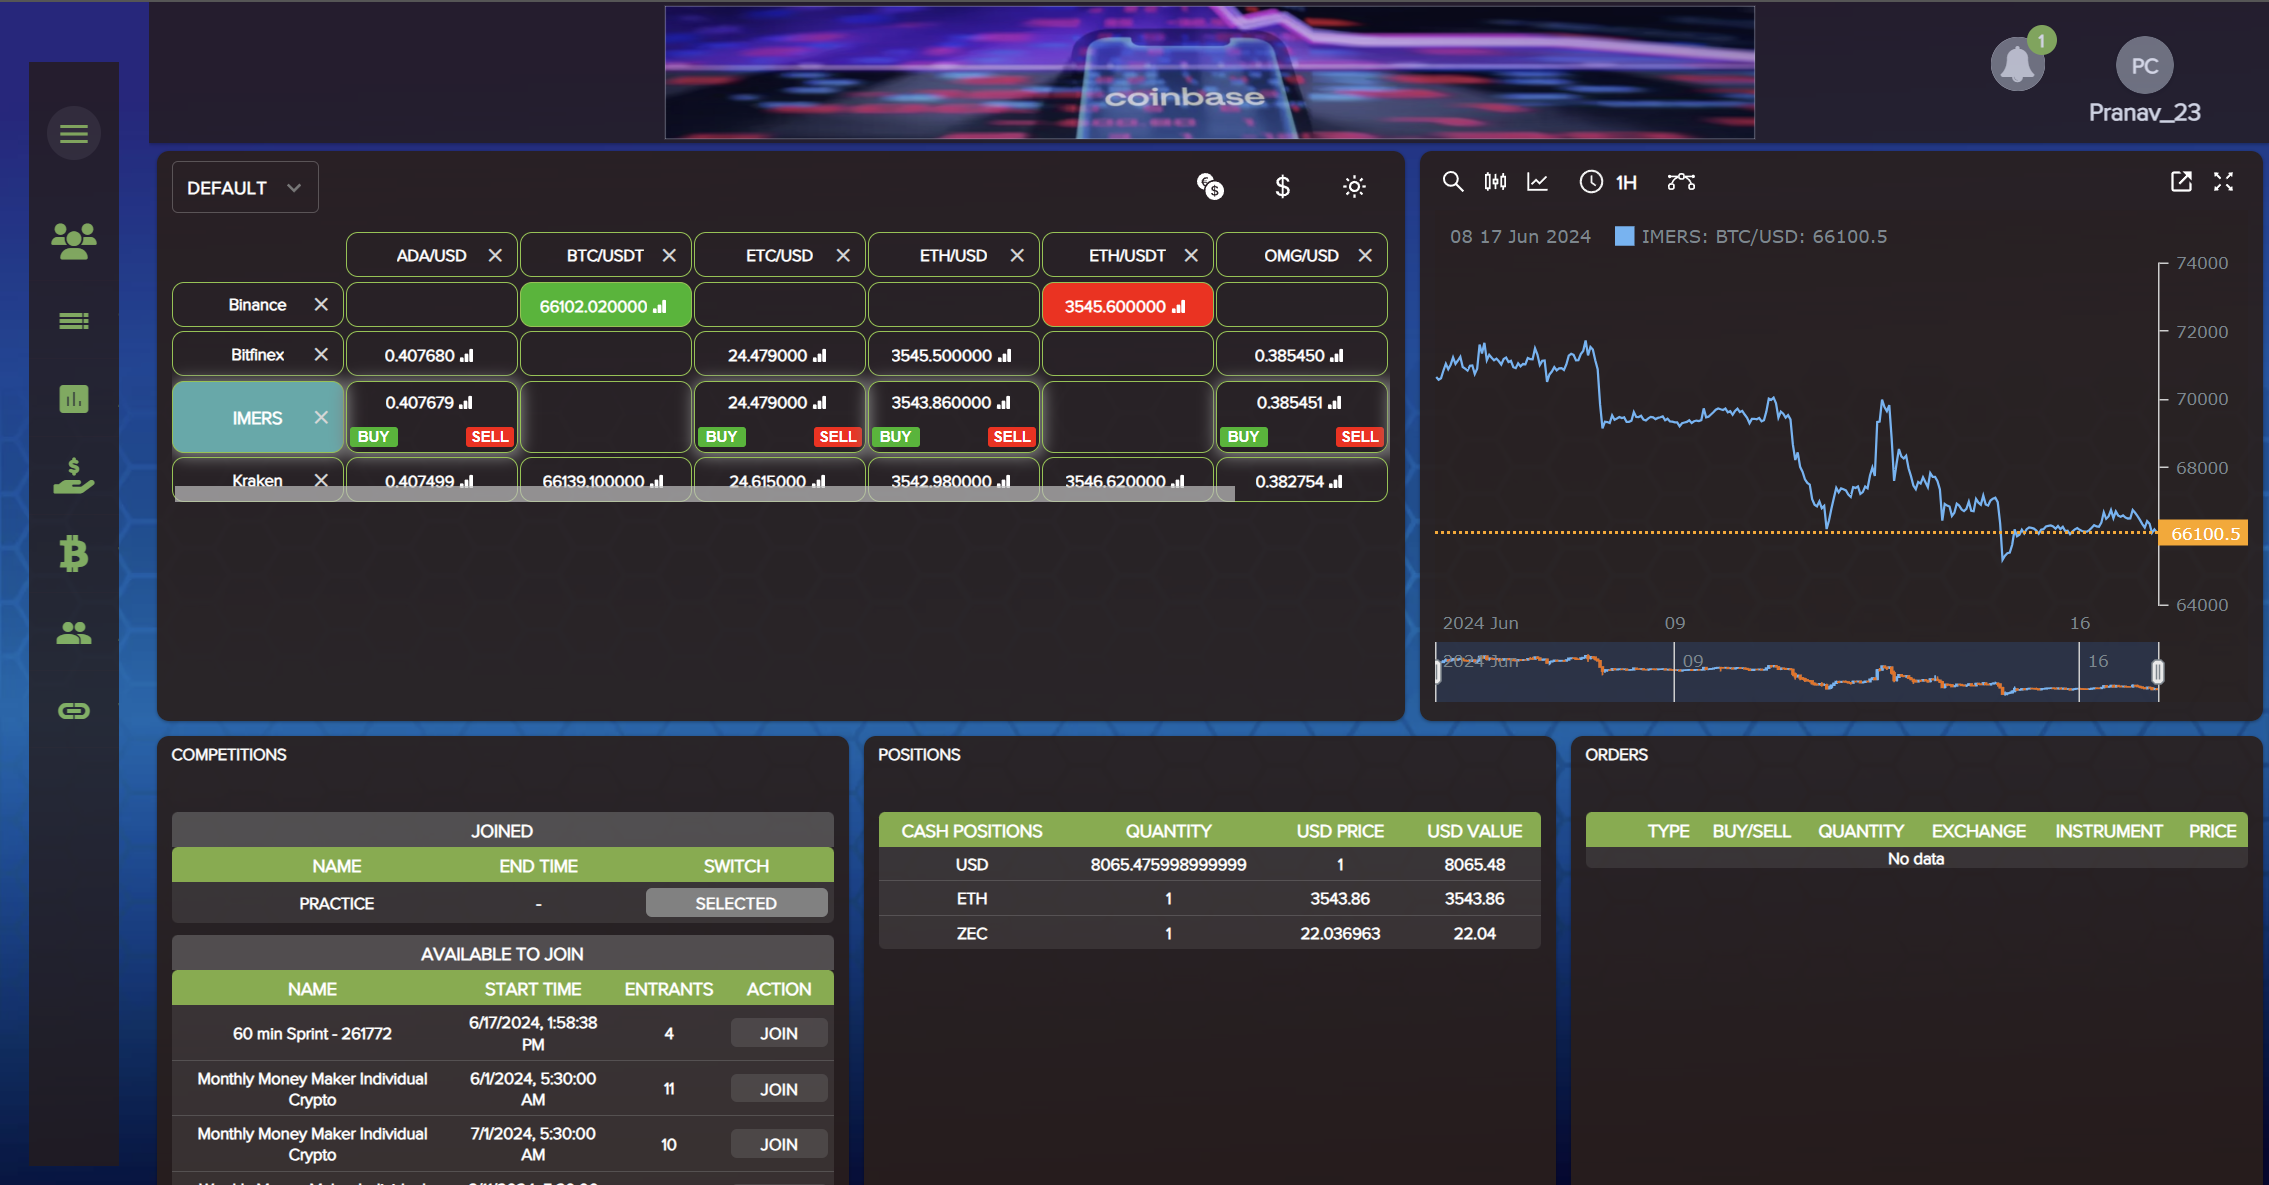 coinbase
1
PC
Pranav_23
DEFAULT
ADA/USD
BTC/USDT
ETC/USD
ETH/USD
ETH/USDT
OMG/USD
Binance 66102.020000 3545.600000
Bitfinex 0.407680 24.479000 3545.500000 0.385450
IMERS 0.407679 24.479000 3543.860000 0.385451
BUY SELL BUY SELL BUY SELL BUY SELL
Kraken 0.407499 66139.100000 24.615000 3542.980000 3546.620000 0.382754
1H
08 17 Jun 2024 IMERS: BTC/USD: 66100.5
74000
72000
70000
68000
66100.5
64000
2024 Jun 09 16
2024 Jun 09 16
COMPETITIONS
JOINED
NAME END TIME SWITCH
PRACTICE - SELECTED
AVAILABLE TO JOIN
NAME START TIME ENTRANTS ACTION
60 min Sprint - 261772 6/17/2024, 1:58:38 PM 4 JOIN
Monthly Money Maker Individual Crypto 6/1/2024, 5:30:00 AM 11 JOIN
Monthly Money Maker Individual Crypto 7/1/2024, 5:30:00 AM 10 JOIN
POSITIONS
CASH POSITIONS QUANTITY USD PRICE USD VALUE
USD 8065.475998999999 1 8065.48
ETH 1 3543.86 3543.86
ZEC 1 22.036963 22.04
ORDERS
TYPE BUY/SELL QUANTITY EXCHANGE INSTRUMENT PRICE
No data